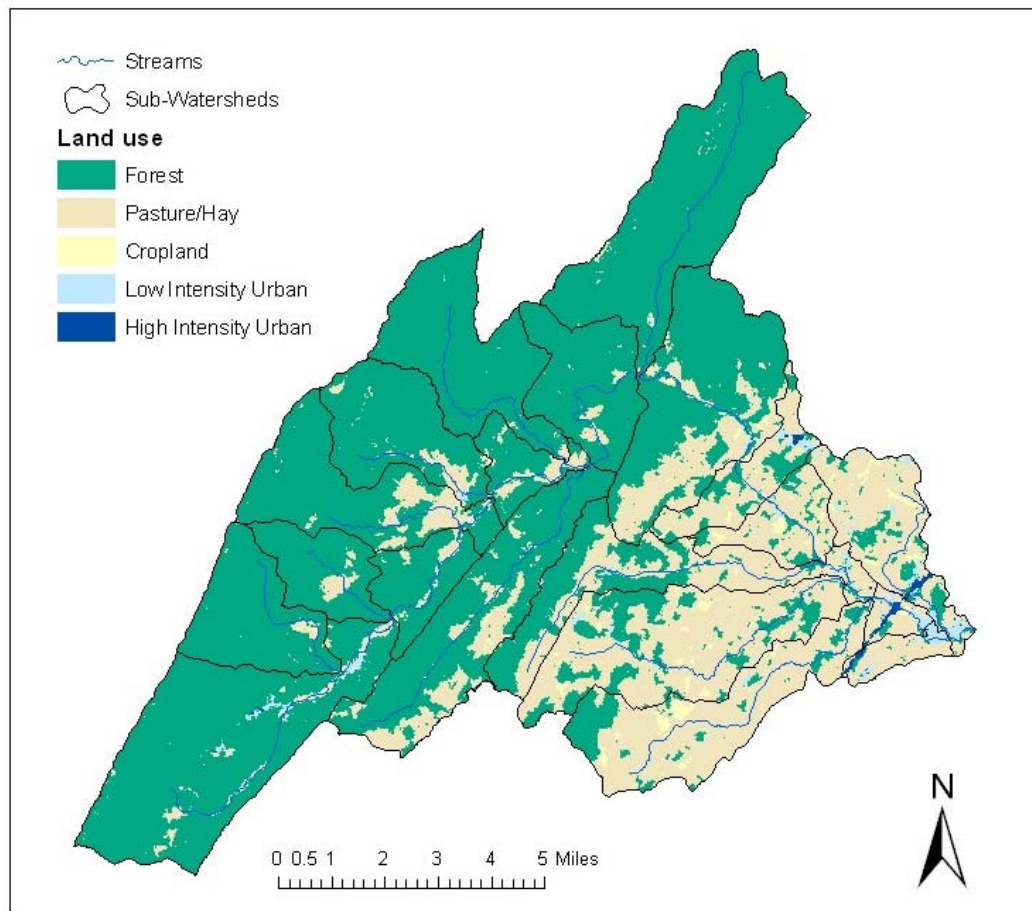 Streams
Sub-Watersheds
Land use
Forest
Pasture/Hay
Cropland
Low Intensity Urban
High Intensity Urban
0 0.5 1 2 3 4 5 Miles
N